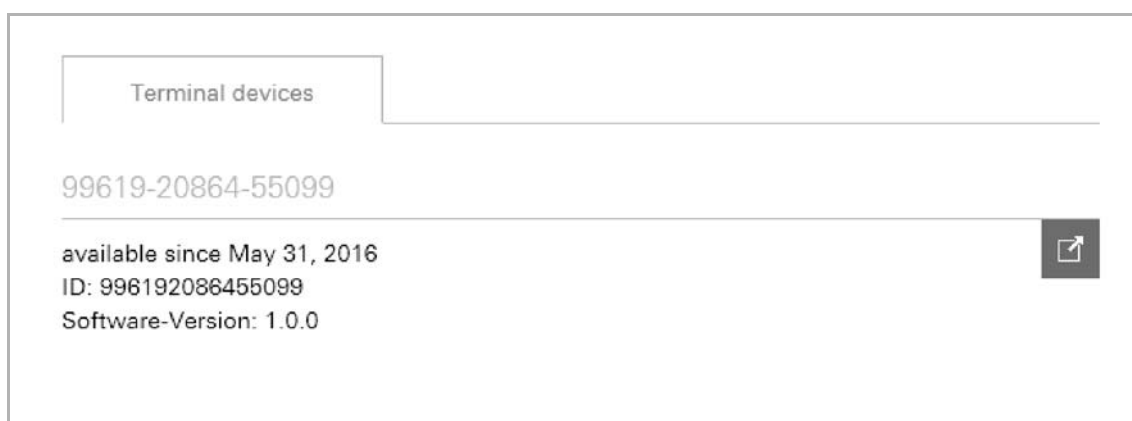 Terminal devices
99619-20864-55099
available since May 31, 2016
ID: 996192086455099
Software-Version: 1.0.0